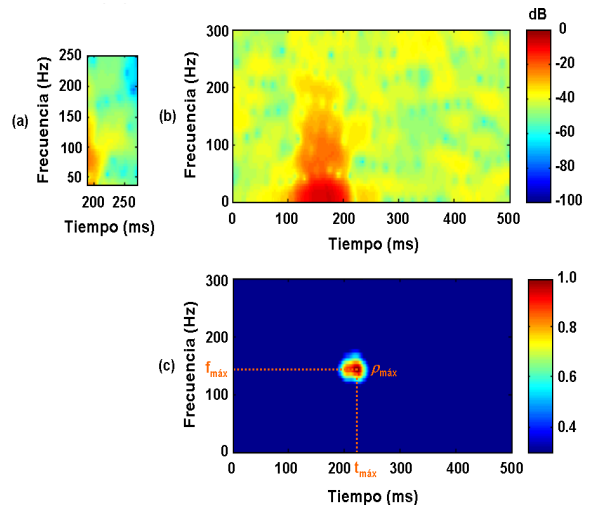 (a)
Frecuencia (Hz)
250
200
150
100
50
200 250
Tiempo (ms)
(b)
Frecuencia (Hz)
300
200
100
0
0 100 200 300 400 500
Tiempo (ms)
dB
0
-20
-40
-60
-80
-100
(c)
Frecuencia (Hz)
300
200
fmáx
100
0
ρmáx
0 100 200 tmáx 300 400 500
Tiempo (ms)
1.0
0.8
0.6
0.4